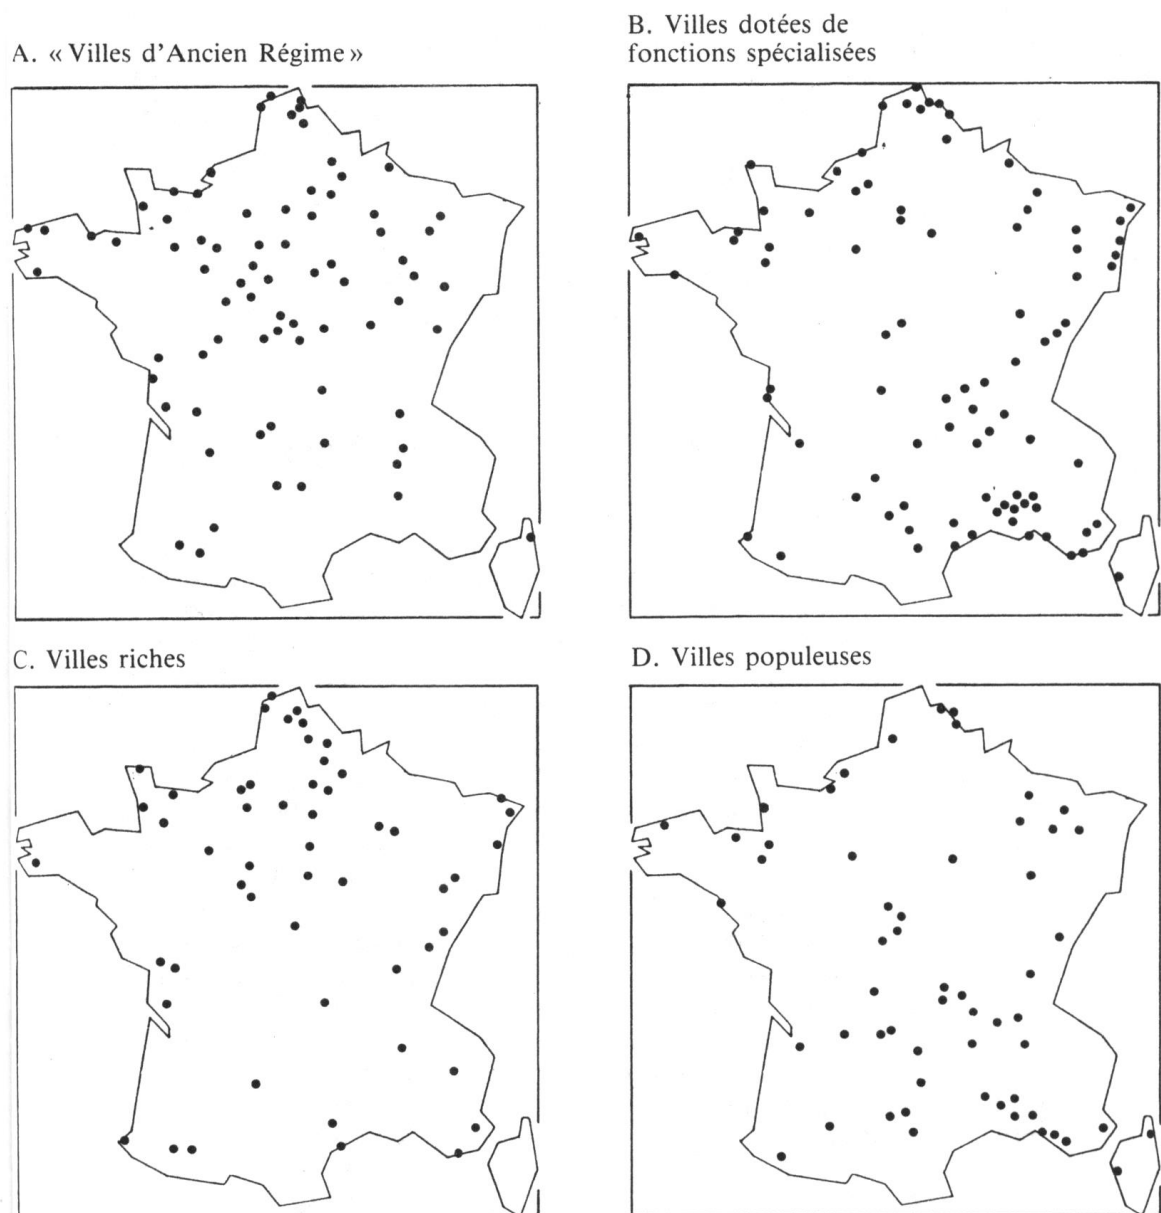 A. « Villes d'Ancien Régime »
B. Villes dotées de
fonctions spécialisées
C. Villes riches
D. Villes populeuses